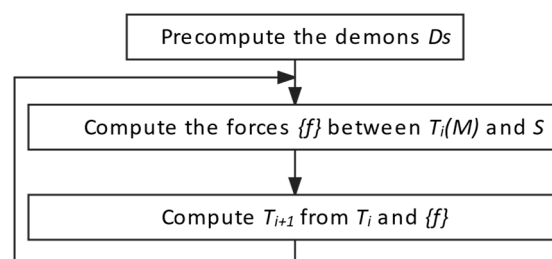 Precompute the demons Ds
Compute the forces {f} between Ti(M) and S
Compute Ti+1 from Ti and {f}